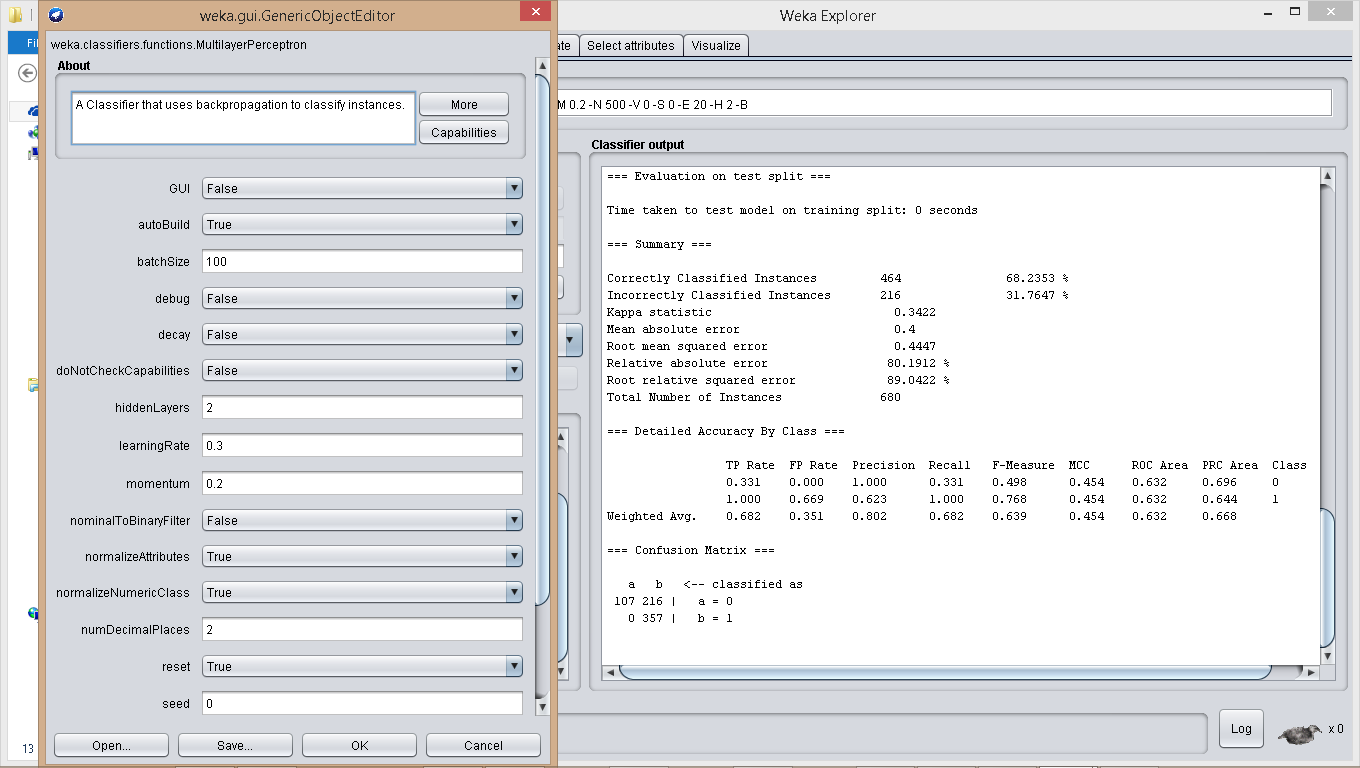 weka.gui.GenericObjectEditor
weka.classifiers.functions.MultilayerPerceptron
About
A Classifier that uses backpropagation to classify instances.
More
Capabilities
GUI False
autoBuild True
batchSize 100
debug False
decay False
doNotCheckCapabilities False
hiddenLayers 2
learningRate 0.3
momentum 0.2
nominalToBinaryFilter False
normalizeAttributes True
normalizeNumericClass True
numDecimalPlaces 2
reset True
seed 0
Open... Save... OK Cancel
13
Weka Explorer
Select attributes Visualize
M 0.2 -N 500 -V 0 -S 0 -E 20 -H 2 -B
Classifier output
=== Evaluation on test split ===
Time taken to test model on training split: 0 seconds
=== Summary ===
Correctly Classified Instances 464 68.2353 %
Incorrectly Classified Instances 216 31.7647 %
Kappa statistic 0.3422
Mean absolute error 0.4
Root mean squared error 0.4447
Relative absolute error 80.1912 %
Root relative squared error 89.0422 %
Total Number of Instances 680
=== Detailed Accuracy By Class ===
TP Rate FP Rate Precision Recall F-Measure MCC ROC Area PRC Area Class
0.331 0.000 1.000 0.331 0.498 0.454 0.632 0.696 0
1.000 0.669 0.623 1.000 0.768 0.454 0.632 0.644 1
Weighted Avg. 0.682 0.351 0.802 0.682 0.639 0.454 0.632 0.668
=== Confusion Matrix ===
a b <-- classified as
107 216 | a = 0
0 357 | b = 1
Log
x 0